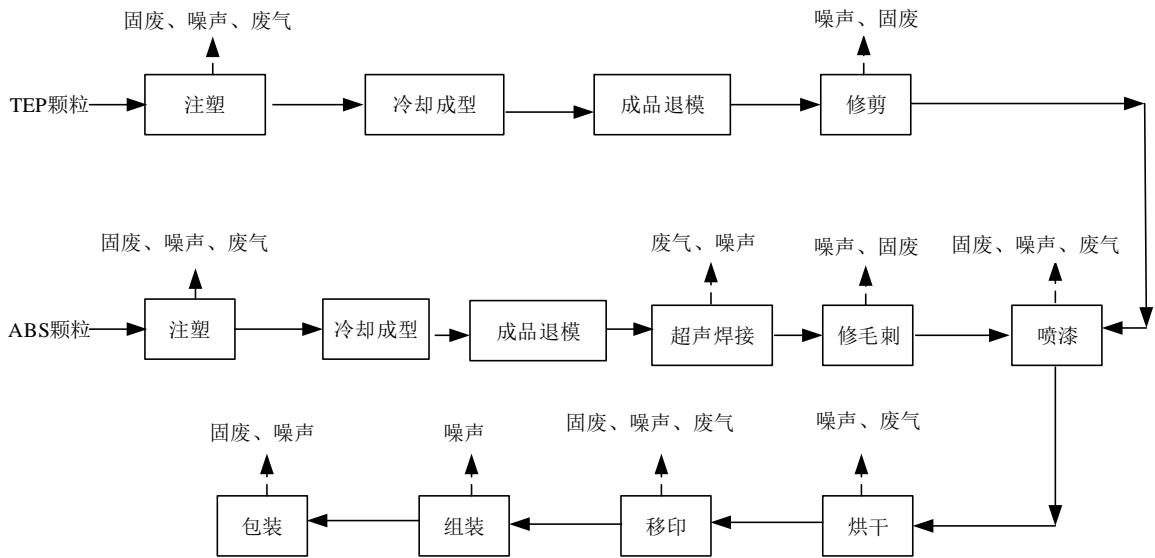 固废、噪声、废气
噪声、固废
TEP颗粒
注塑
冷却成型
成品退模
修剪
固废、噪声、废气
废气、噪声
噪声、固废
固废、噪声、废气
ABS颗粒
注塑
冷却成型
成品退模
超声焊接
修毛刺
喷漆
固废、噪声
噪声
固废、噪声、废气
噪声、废气
包装
组装
移印
烘干